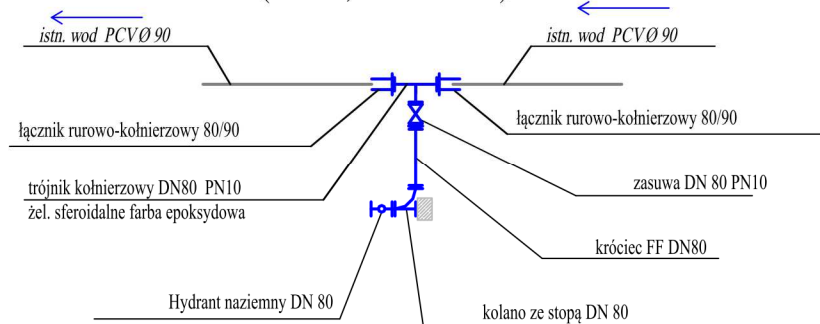 istn. wod PCVØ 90
istn. wod PCVØ 90
łącznik rurowo-kołnierzowy 80/90
łącznik rurowo-kołnierzowy 80/90
trójnik kołnierzowy DN80 PN10
żel. sferoidalne farba epoksydowa
zasuwa DN 80 PN10
króciec FF DN80
Hydrant naziemny DN 80
kolano ze stopą DN 80